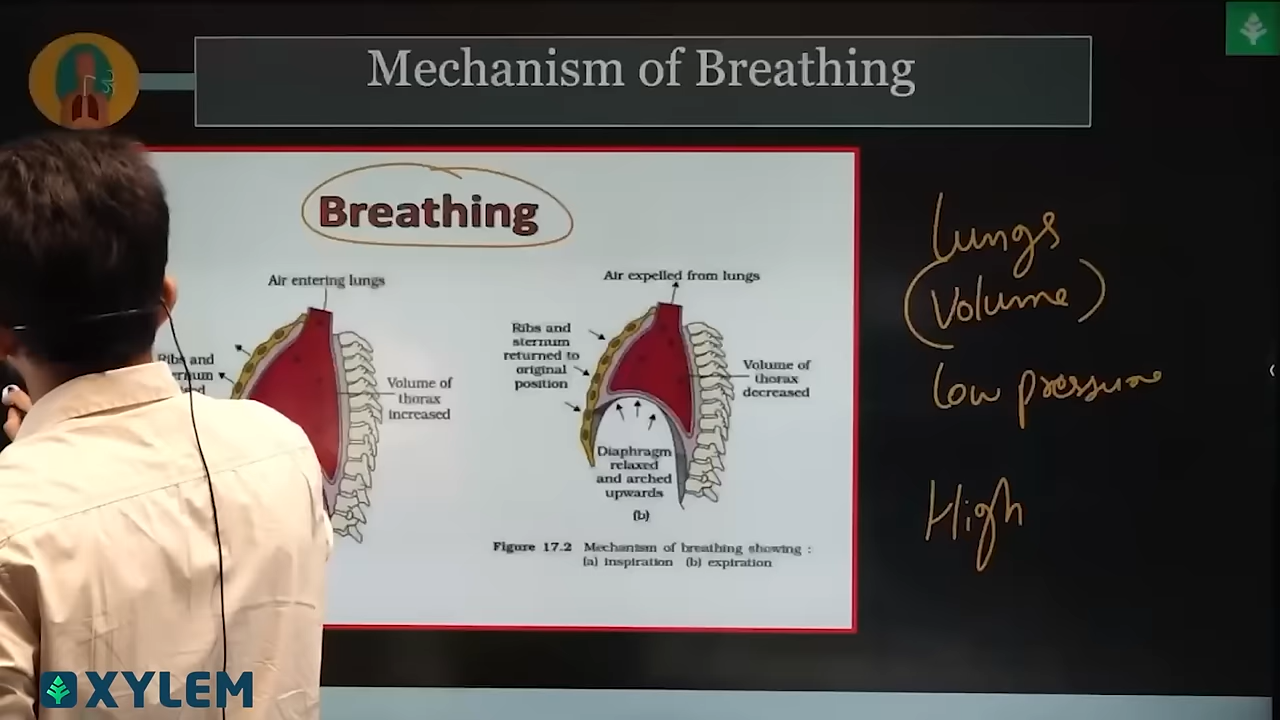 Mechanism of Breathing
Breathing
Air entering lungs
Ribs and
Volume of
thorax
increased
Air expelled from lungs
Ribs and
sternum
returned to
original
position
Volume of
thorax
decreased
Diaphragm
relaxed
and arched
upwards
(b)
Figure 17.2 Mechanism of breathing showing :
(a) inspiration (b) expiration
Lungs
(Volume)
Low pressure
High
XYLEM